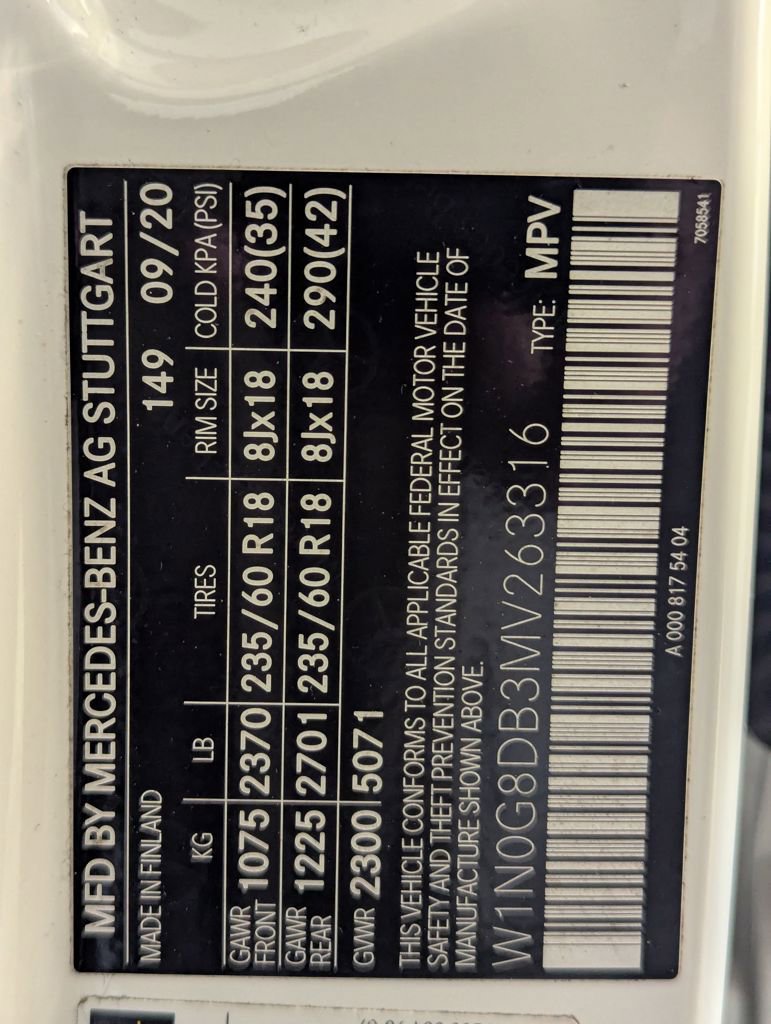 MFD BY MERCEDES-BENZ AG STUTTGART
MADE IN FINLAND 149 09/20
KG LB TIRES RIM SIZE COLD KPA (PSI)
GAWR FRONT 1075 2370 235/60 R18 8Jx18 240(35)
GAWR REAR 1225 2701 235/60 R18 8Jx18 290(42)
GVWR 2300 5071
THIS VEHICLE CONFORMS TO ALL APPLICABLE FEDERAL MOTOR VEHICLE
SAFETY AND THEFT PREVENTION STANDARDS IN EFFECT ON THE DATE OF
MANUFACTURE SHOWN ABOVE.
W1N0G8DB3MV263316 TYPE: MPV
A 000 817 54 04
7058541